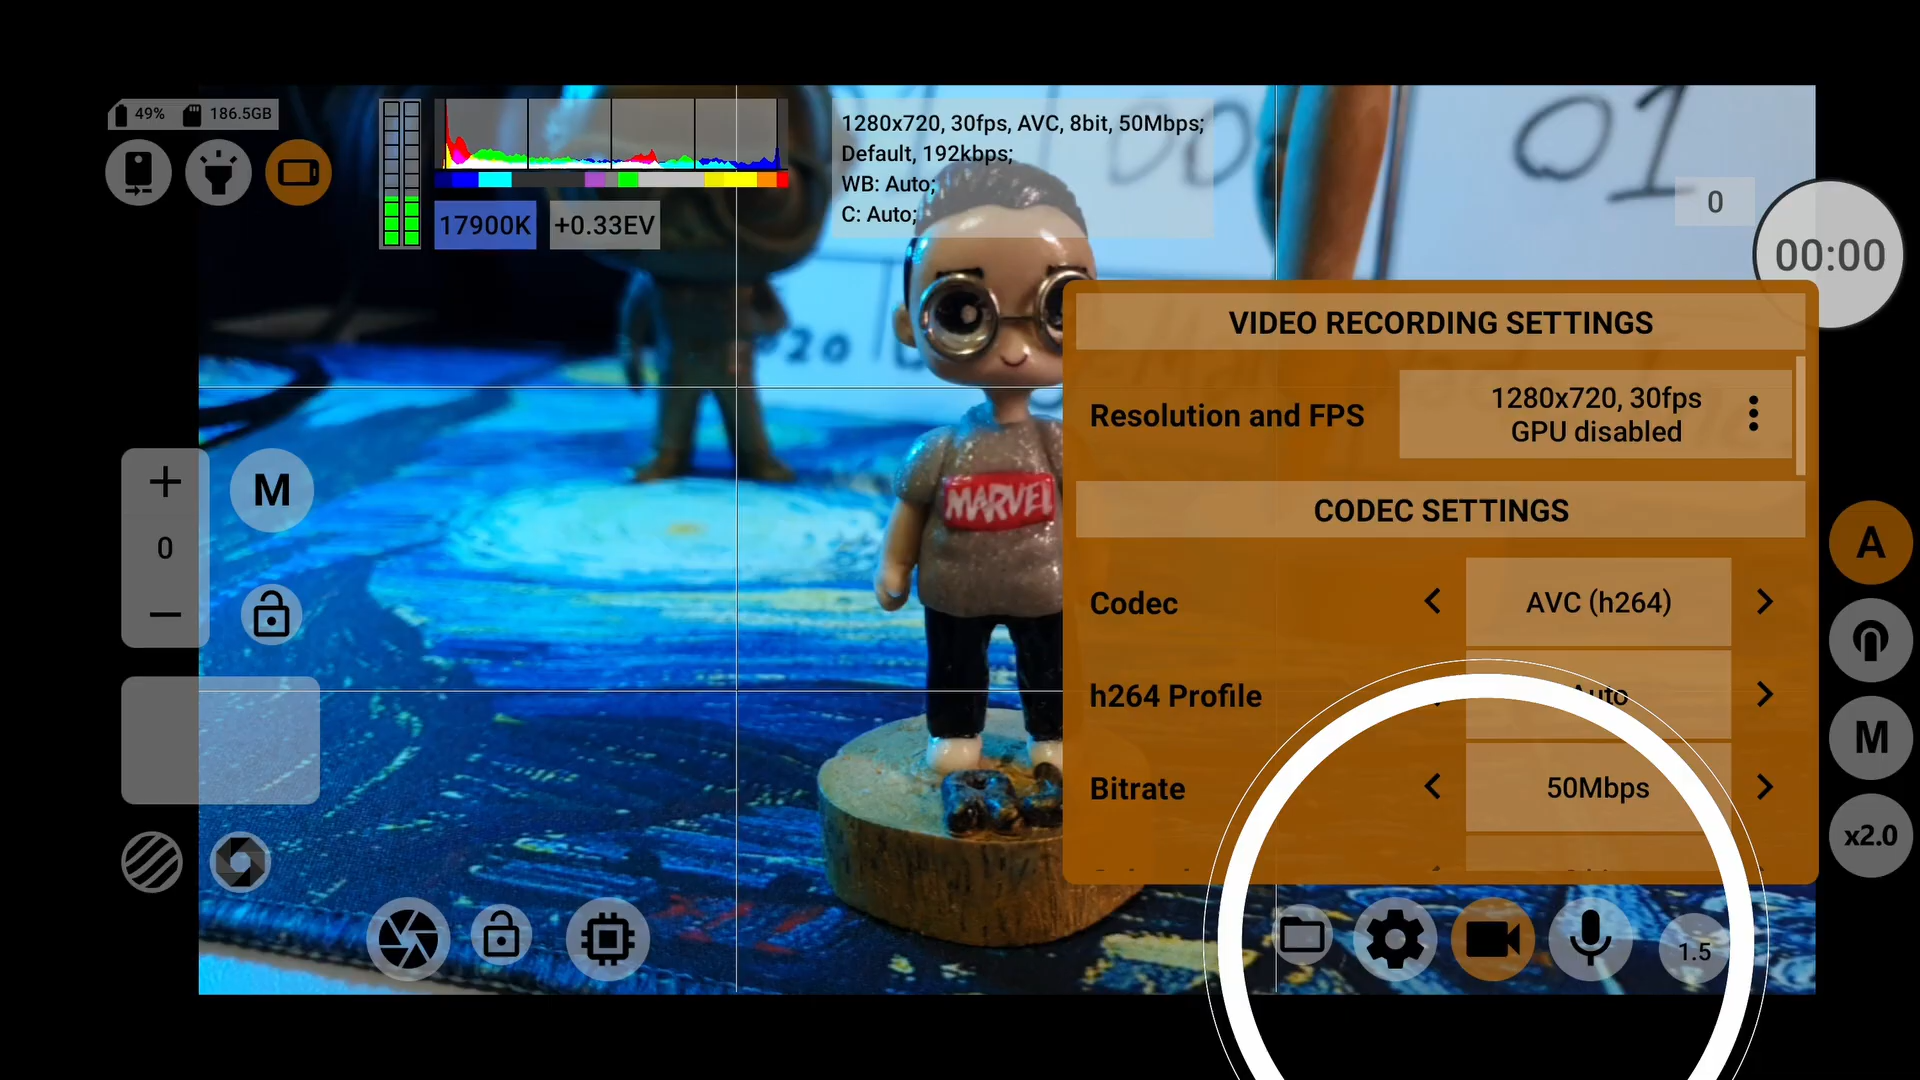 49% 186.5GB
1280x720, 30fps, AVC, 8bit, 50Mbps;
Default, 192kbps;
WB: Auto;
C: Auto;
17900K +0.33EV
01
0
00:00
VIDEO RECORDING SETTINGS
Resolution and FPS
1280x720, 30fps
GPU disabled
CODEC SETTINGS
Codec
AVC (h264)
h264 Profile
Auto
Bitrate
50Mbps
MARVEL
20
+
0
−
M
A
M
x2.0
1.5